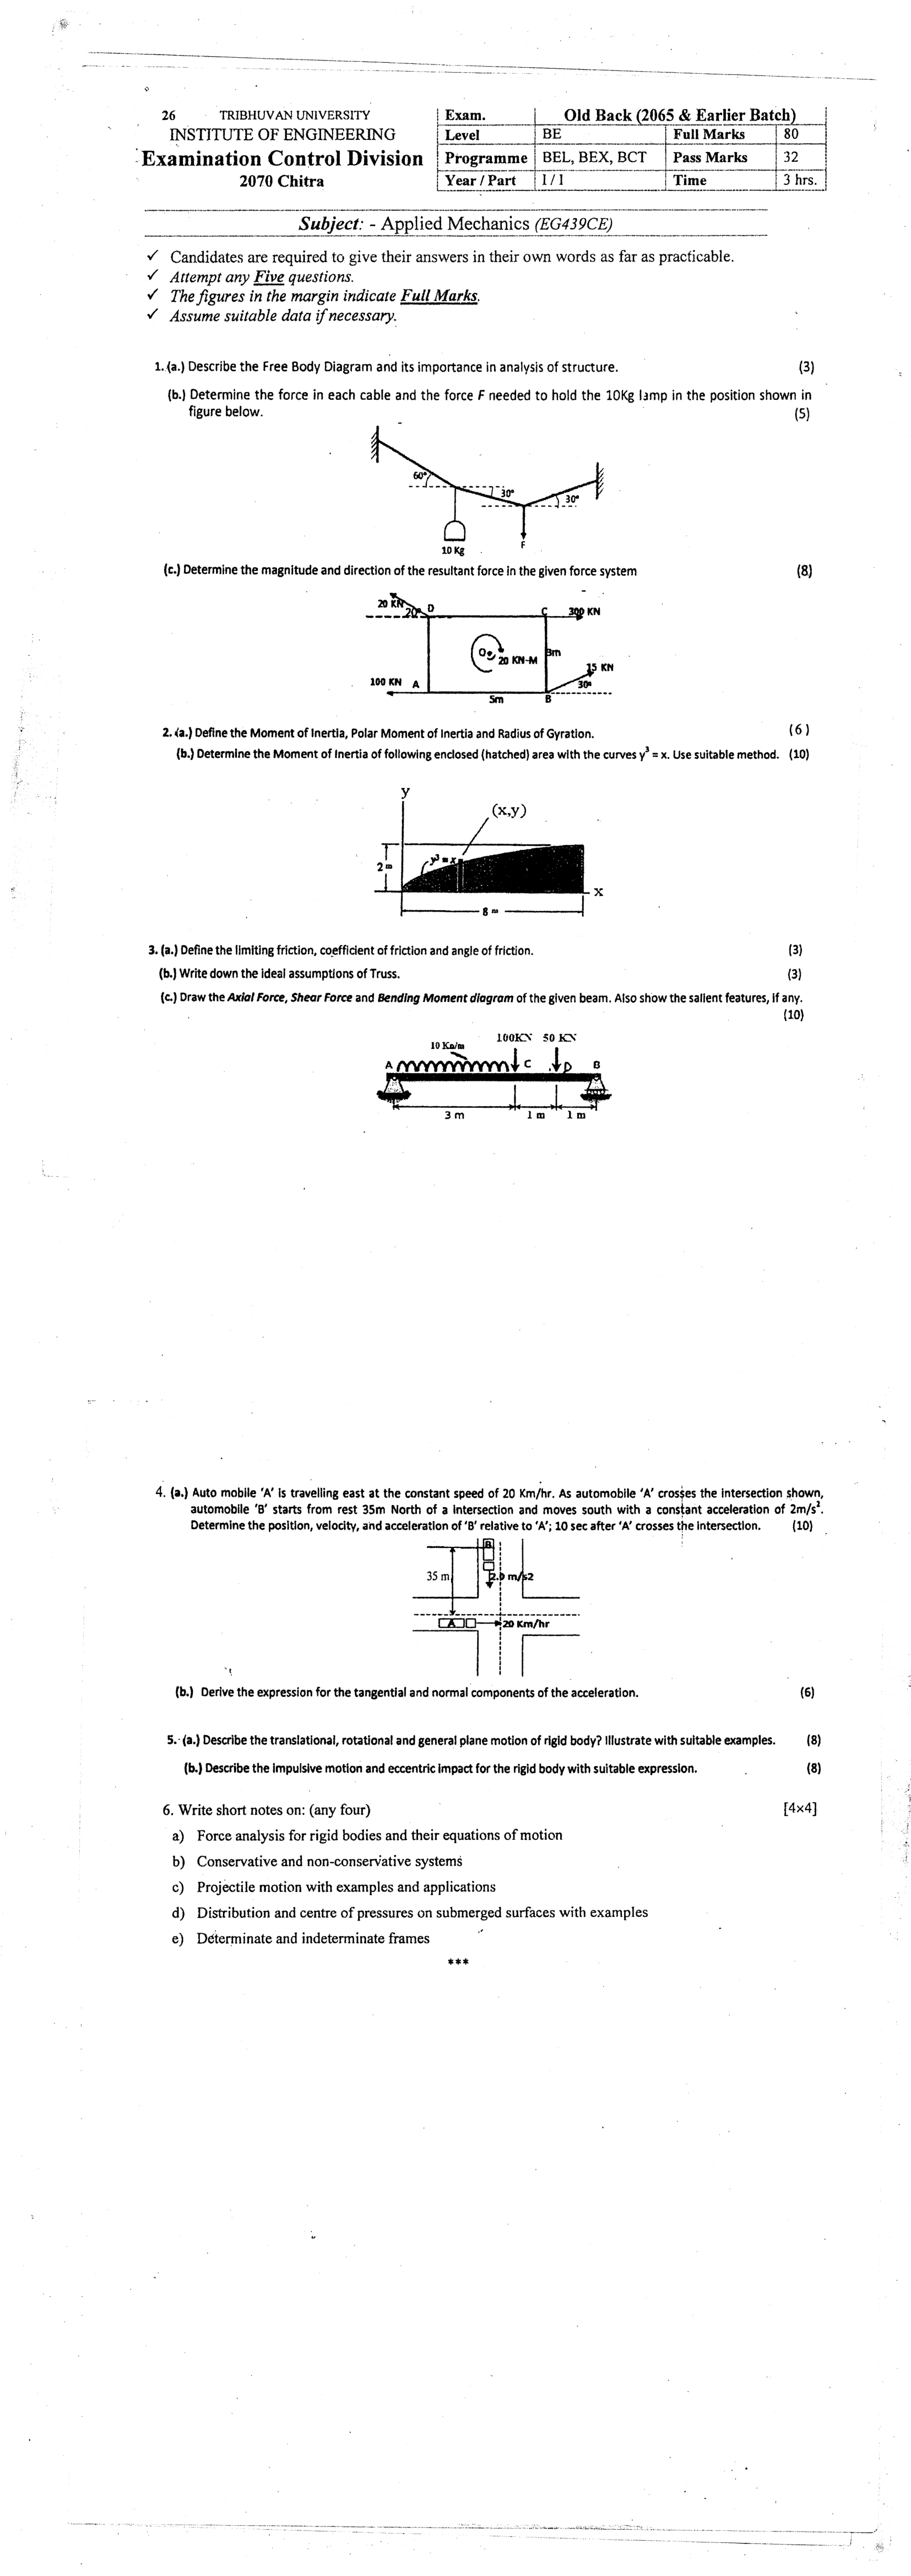 26 TRIBHUVAN UNIVERSITY
INSTITUTE OF ENGINEERING
Examination Control Division
2070 Chitra
Exam. Old Back (2065 & Earlier Batch)
Level BE Full Marks 80
Programme BEL, BEX, BCT Pass Marks 32
Year / Part I / I Time 3 hrs.
Subject: - Applied Mechanics (EG439CE)
✓ Candidates are required to give their answers in their own words as far as practicable.
✓ Attempt any Five questions.
✓ The figures in the margin indicate Full Marks.
✓ Assume suitable data if necessary.
1. (a.) Describe the Free Body Diagram and its importance in analysis of structure. (3)
(b.) Determine the force in each cable and the force F needed to hold the 10Kg lamp in the position shown in
figure below. (5)
60°
30°
30°
10 Kg
F
(c.) Determine the magnitude and direction of the resultant force in the given force system (8)
20 KN
20° D
C 300 KN
O 20 KN-M
3m
15 KN
100 KN A
30°
5m B
2. (a.) Define the Moment of Inertia, Polar Moment of Inertia and Radius of Gyration. (6)
(b.) Determine the Moment of Inertia of following enclosed (hatched) area with the curves y³ = x. Use suitable method. (10)
y
(x,y)
y³ = x
2 m
x
8 m
3. (a.) Define the limiting friction, coefficient of friction and angle of friction. (3)
(b.) Write down the ideal assumptions of Truss. (3)
(c.) Draw the Axial Force, Shear Force and Bending Moment diagram of the given beam. Also show the salient features, if any.
(10)
100KN 50 KN
10 Kn/m
A C D B
3 m 1 m 1 m
4. (a.) Auto mobile 'A' is travelling east at the constant speed of 20 Km/hr. As automobile 'A' crosses the intersection shown,
automobile 'B' starts from rest 35m North of a intersection and moves south with a constant acceleration of 2m/s².
Determine the position, velocity, and acceleration of 'B' relative to 'A'; 10 sec after 'A' crosses the intersection. (10)
B
35 m 2.0 m/s2
A 20 Km/hr
(b.) Derive the expression for the tangential and normal components of the acceleration. (6)
5. (a.) Describe the translational, rotational and general plane motion of rigid body? Illustrate with suitable examples. (8)
(b.) Describe the impulsive motion and eccentric impact for the rigid body with suitable expression. (8)
6. Write short notes on: (any four) [4×4]
a) Force analysis for rigid bodies and their equations of motion
b) Conservative and non-conservative systems
c) Projectile motion with examples and applications
d) Distribution and centre of pressures on submerged surfaces with examples
e) Determinate and indeterminate frames
***